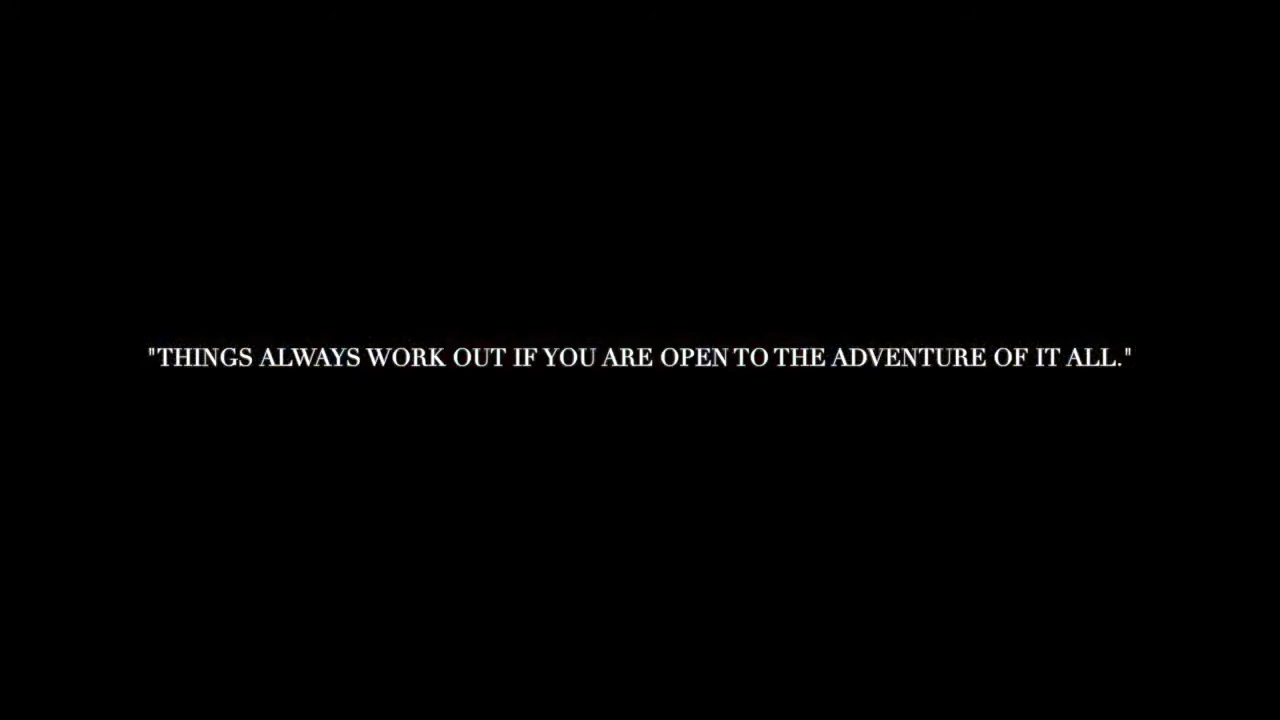 "THINGS ALWAYS WORK OUT IF YOU ARE OPEN TO THE ADVENTURE OF IT ALL."